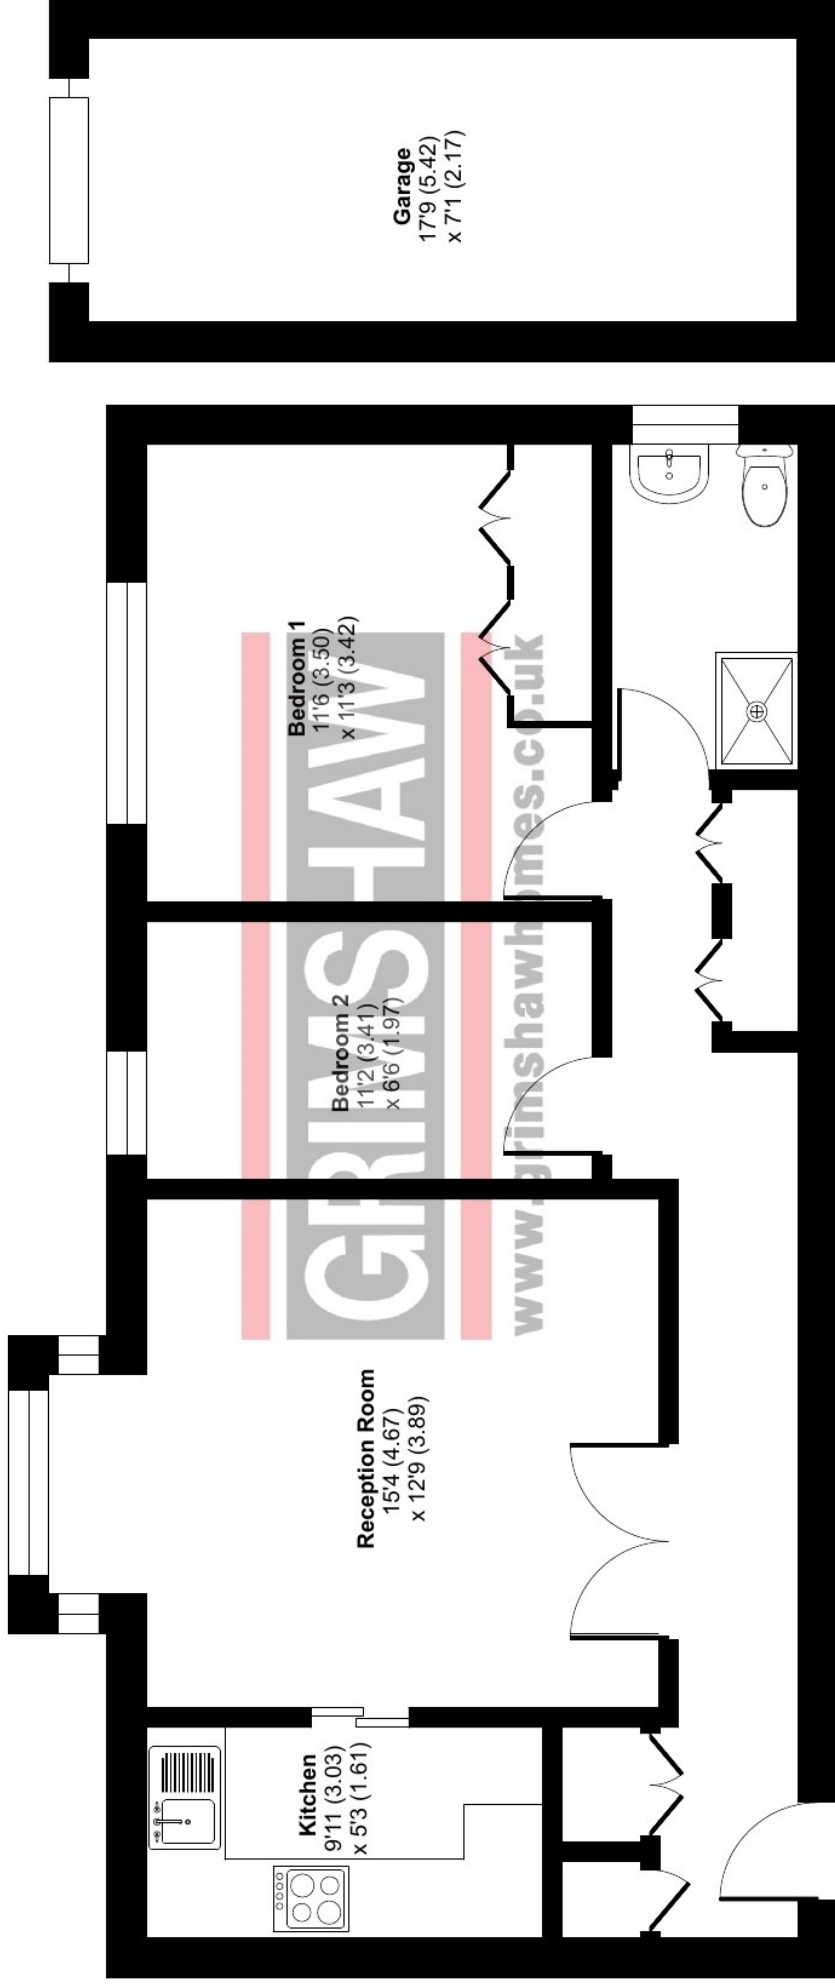 Garage
17'9 (5.42)
x 7'1 (2.17)
Bedroom 1
11'6 (3.50)
x 11'3 (3.42)
Bedroom 2
11'2 (3.41)
x 6'6 (1.97)
Reception Room
15'4 (4.67)
x 12'9 (3.89)
Kitchen
9'11 (3.03)
x 5'3 (1.61)
GRIMSHAW
www.grimshawhomes.co.uk